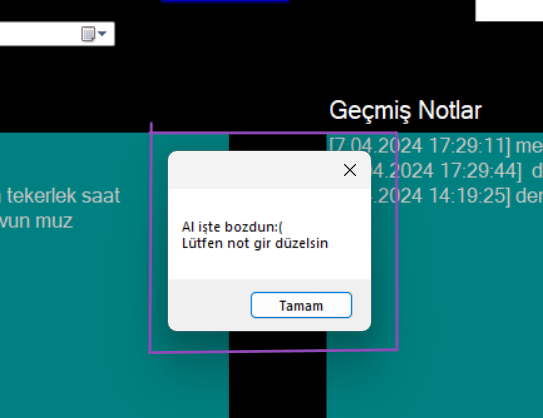 Geçmiş Notlar
[7.04.2024 17:29:11] me
4.2024 17:29:44] d
.2024 14:19:25] der
tekerlek saat
vun muz
Al işte bozdun:(
Lütfen not gir düzelsin
Tamam